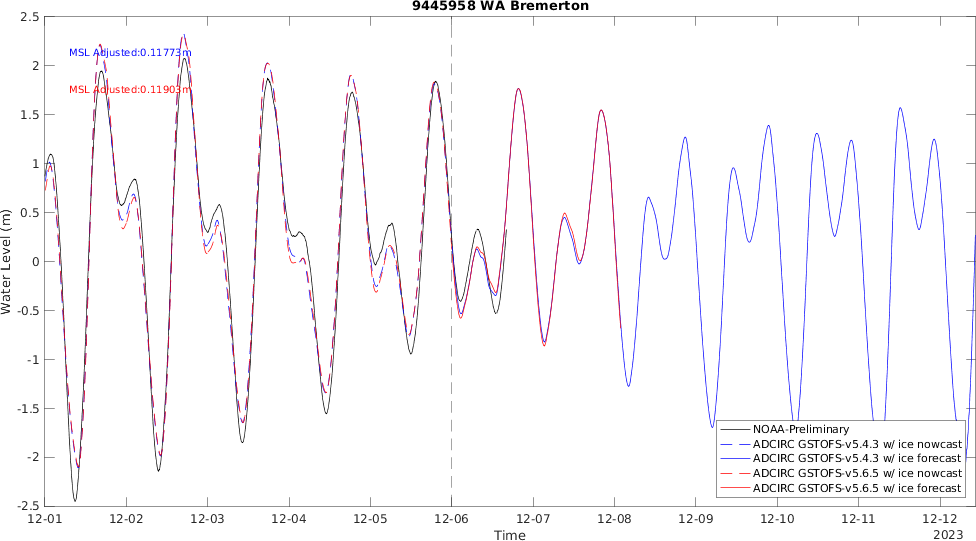 9445958 WA Bremerton
2.5
2
1.5
1
0.5
0
-0.5
-1
-1.5
-2
-2.5
Water Level (m)
MSL Adjusted:0.11773m
MSL Adjusted:0.11903m
NOAA-Preliminary
ADCIRC GSTOFS-v5.4.3 w/ ice nowcast
ADCIRC GSTOFS-v5.4.3 w/ ice forecast
ADCIRC GSTOFS-v5.6.5 w/ ice nowcast
ADCIRC GSTOFS-v5.6.5 w/ ice forecast
12-01 12-02 12-03 12-04 12-05 12-06 12-07 12-08 12-09 12-10 12-11 12-12
2023
Time